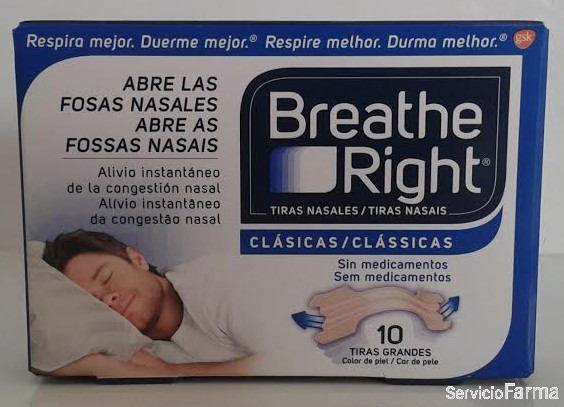 Respira mejor. Duerme mejor.® Respire melhor. Durma melhor.®
gsk
ABRE LAS
FOSAS NASALES
ABRE AS
FOSSAS NASAIS
Alivio instantáneo
de la congestión nasal
Alívio instantâneo
da congestão nasal
Breathe
Right®
TIRAS NASALES/TIRAS NASAIS
CLÁSICAS/CLÁSSICAS
Sin medicamentos
Sem medicamentos
10
TIRAS GRANDES
Color de piel / Cor de pele
ServicioFarma